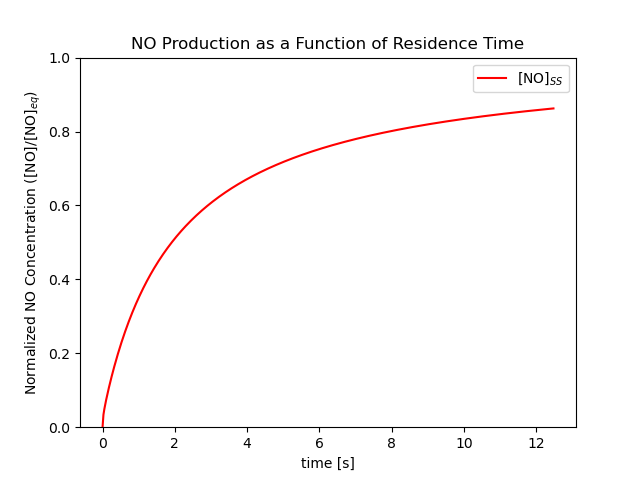 NO Production as a Function of Residence Time
[NO]$_{SS}$
Normalized NO Concentration ([NO]/[NO]$_{eq}$)
1.0
0.8
0.6
0.4
0.2
0.0
0 2 4 6 8 10 12
time [s]